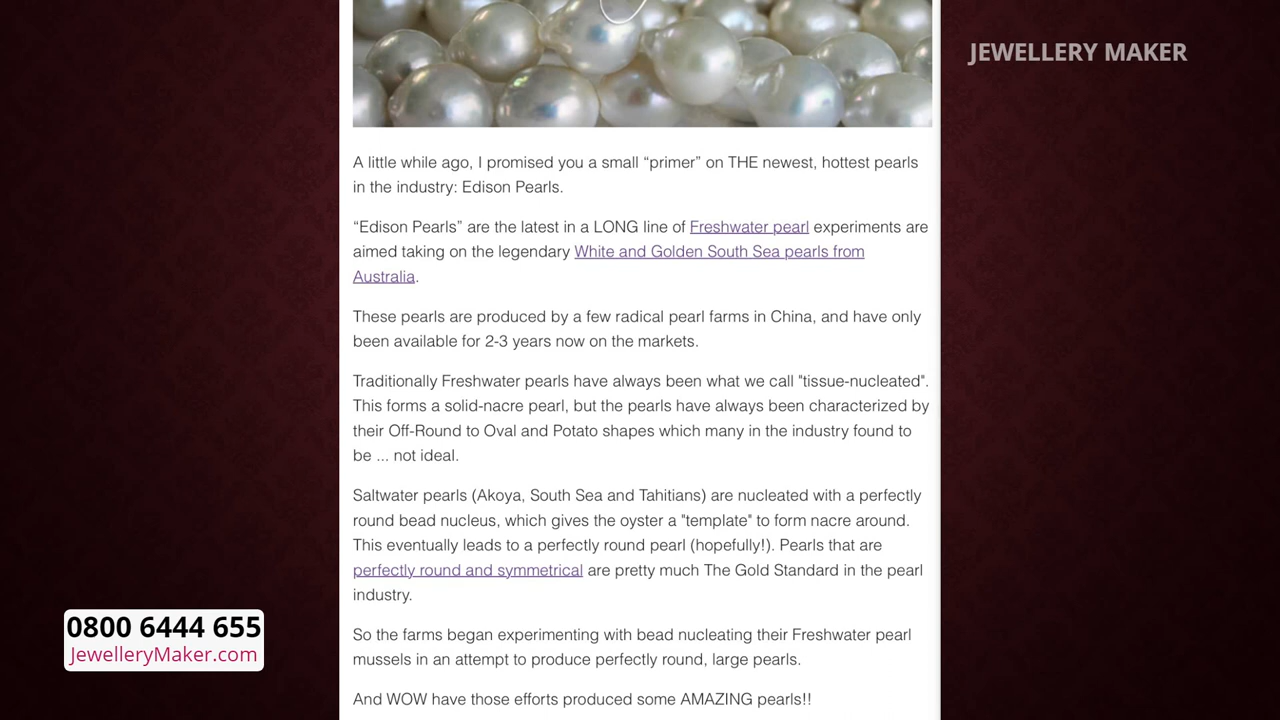 JEWELLERY MAKER
A little while ago, I promised you a small “primer” on THE newest, hottest pearls
in the industry: Edison Pearls.
“Edison Pearls” are the latest in a LONG line of Freshwater pearl experiments are
aimed taking on the legendary White and Golden South Sea pearls from
Australia.
These pearls are produced by a few radical pearl farms in China, and have only
been available for 2-3 years now on the markets.
Traditionally Freshwater pearls have always been what we call "tissue-nucleated".
This forms a solid-nacre pearl, but the pearls have always been characterized by
their Off-Round to Oval and Potato shapes which many in the industry found to
be ... not ideal.
Saltwater pearls (Akoya, South Sea and Tahitians) are nucleated with a perfectly
round bead nucleus, which gives the oyster a "template" to form nacre around.
This eventually leads to a perfectly round pearl (hopefully!). Pearls that are
perfectly round and symmetrical are pretty much The Gold Standard in the pearl
industry.
So the farms began experimenting with bead nucleating their Freshwater pearl
mussels in an attempt to produce perfectly round, large pearls.
And WOW have those efforts produced some AMAZING pearls!!
0800 6444 655
JewelleryMaker.com